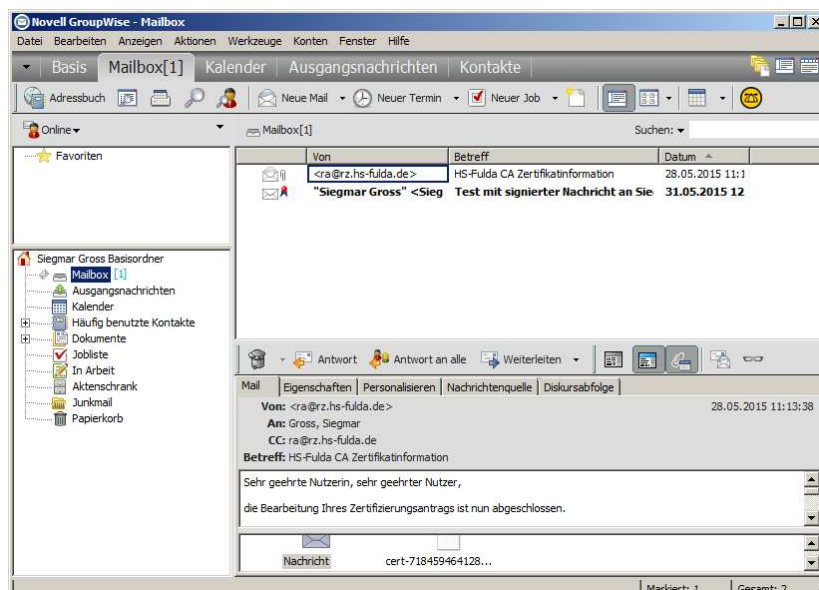 Novell GroupWise - Mailbox
Datei Bearbeiten Anzeigen Aktionen Werkzeuge Konten Fenster Hilfe
Basis Mailbox[1] Kalender Ausgangsnachrichten Kontakte
Adressbuch Neue Mail Neuer Termin Neuer Job
Online Mailbox[1] Suchen:
Favoriten
Von Betreff Datum
<ra@rz.hs-fulda.de> HS-Fulda CA Zertifikatinformation 28.05.2015 11:1
"Siegmar Gross" <Sieg Test mit signierter Nachricht an Sie 31.05.2015 12
Siegmar Gross Basisordner
Mailbox [1]
Ausgangsnachrichten
Kalender
Häufig benutzte Kontakte
Dokumente
Jobliste
In Arbeit
Aktenschrank
Junkmail
Papierkorb
Antwort Antwort an alle Weiterleiten
Mail Eigenschaften Personalisieren Nachrichtenquelle Diskursabfolge
Von: <ra@rz.hs-fulda.de> 28.05.2015 11:13:38
An: Gross, Siegmar
CC: ra@rz.hs-fulda.de
Betreff: HS-Fulda CA Zertifikatinformation
Sehr geehrte Nutzerin, sehr geehrter Nutzer,
die Bearbeitung Ihres Zertifizierungsantrags ist nun abgeschlossen.
Nachricht cert-718459464128...
Markiert: 1 Gesamt: 2